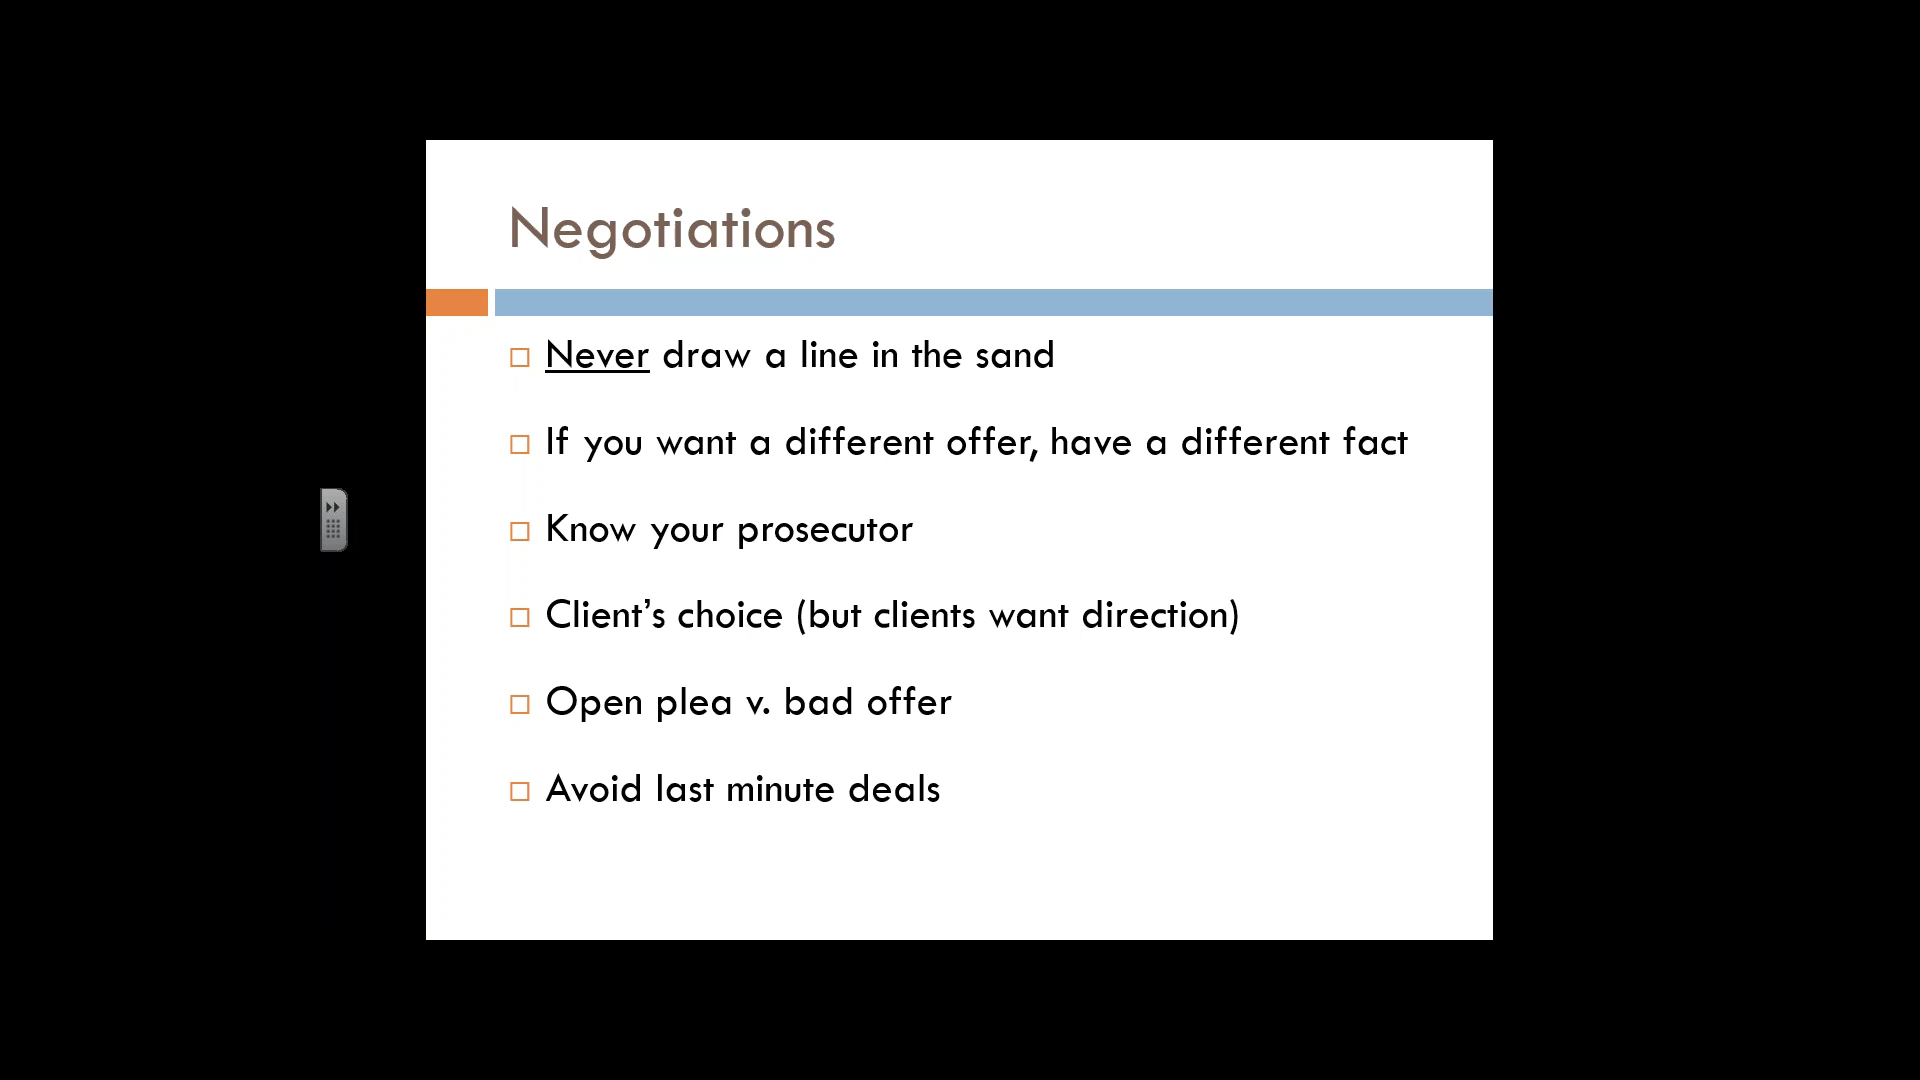 Negotiations
Never draw a line in the sand
If you want a different offer, have a different fact
Know your prosecutor
Client’s choice (but clients want direction)
Open plea v. bad offer
Avoid last minute deals